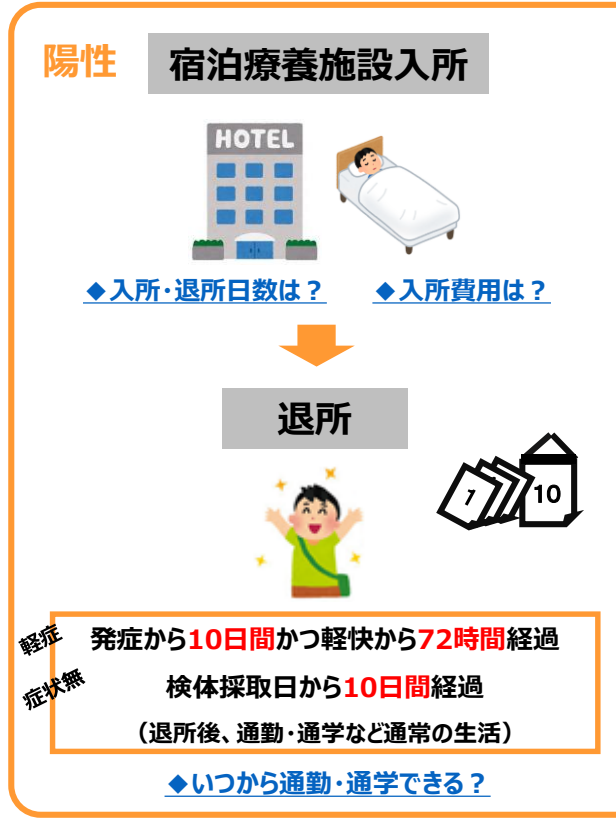 陽性
宿泊療養施設入所
HOTEL
◆入所・退所日数は？
◆入所費用は？
退所
1
10
軽症
発症から10日間かつ軽快から72時間経過
症状無
検体採取日から10日間経過
（退所後、通勤・通学など通常の生活）
◆いつから通勤・通学できる？